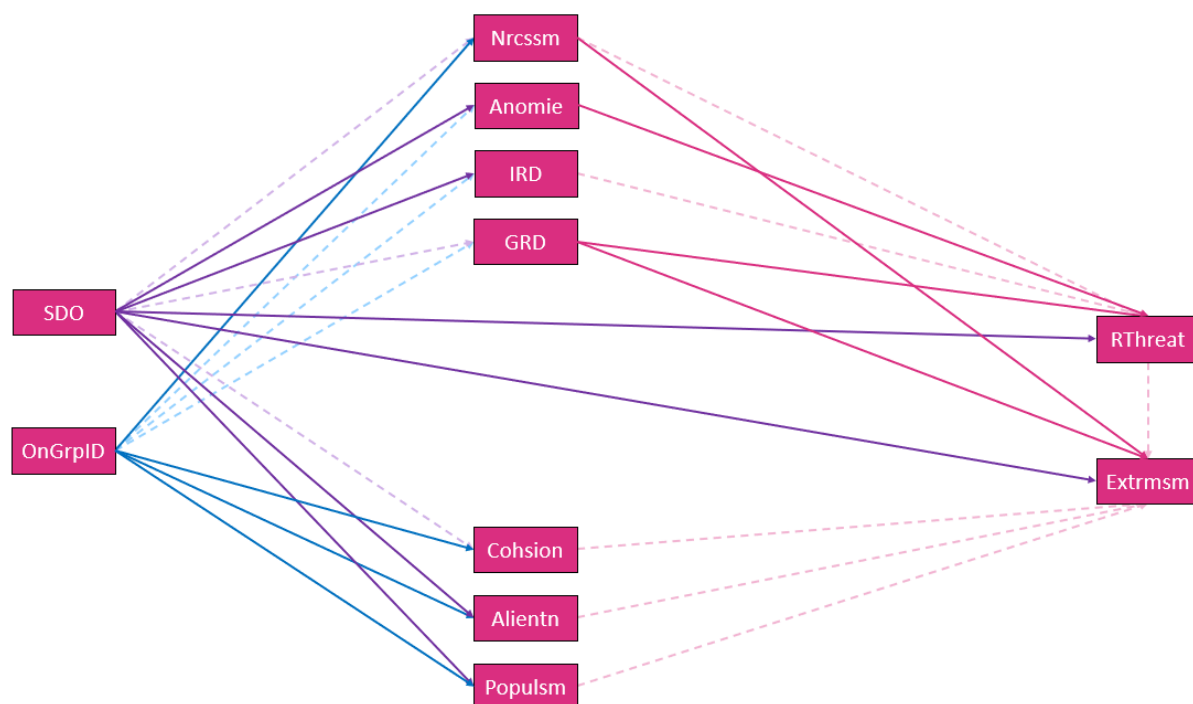 Nrcssm
Anomie
IRD
GRD
SDO
RThreat
OnGrpID
Extrmsm
Cohsion
Alientn
Populsm